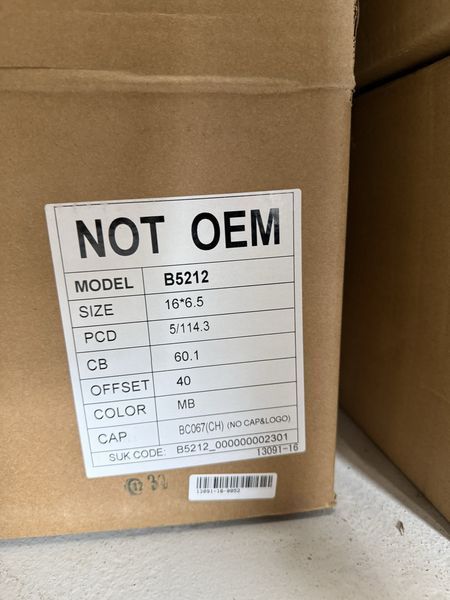 NOT OEM
MODEL B5212
SIZE 16*6.5
PCD 5/114.3
CB 60.1
OFFSET 40
COLOR MB
CAP BC067(CH) (NO CAP&LOGO)
SUK CODE: B5212_000000002301
13091-16
32
13091-16-0052